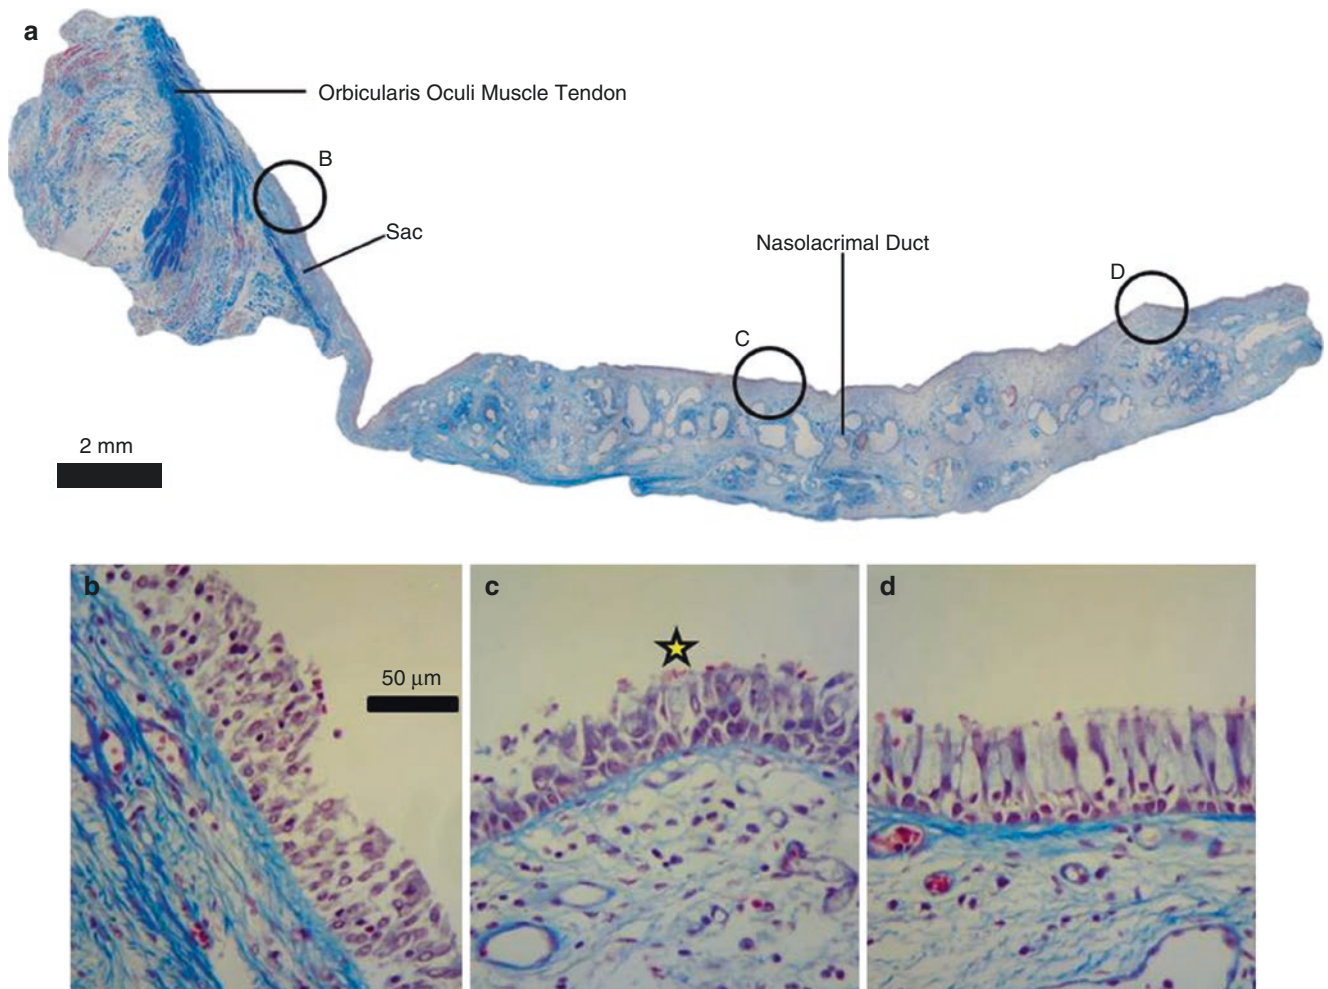 a
Orbicularis Oculi Muscle Tendon
B
Sac
Nasolacrimal Duct
D
C
2 mm
b
50 μm
c
d